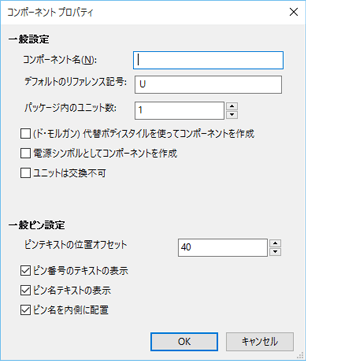 コンポーネント プロパティ
一般設定
コンポーネント名(N):
デフォルトのリファレンス記号:
U
パッケージ内のユニット数:
1
(ド・モルガン) 代替ボディスタイルを使ってコンポーネントを作成
電源シンボルとしてコンポーネントを作成
ユニットは交換不可
一般ピン設定
ピンテキストの位置オフセット
40
ピン番号のテキストの表示
ピン名テキストの表示
ピン名を内側に配置
OK
キャンセル